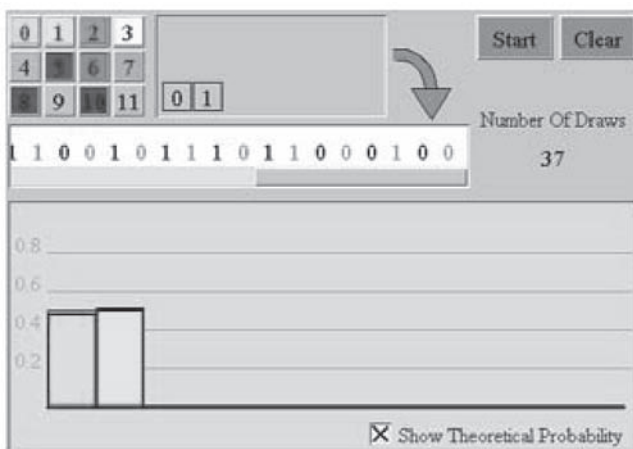 0 1 2 3
Start Clear
4 5 6 7
8 9 10 11
0 1
Number Of Draws
37
1 1 0 0 1 0 1 1 1 0 1 1 0 0 0 1 0 0
0.8
0.6
0.4
0.2
Show Theoretical Probability